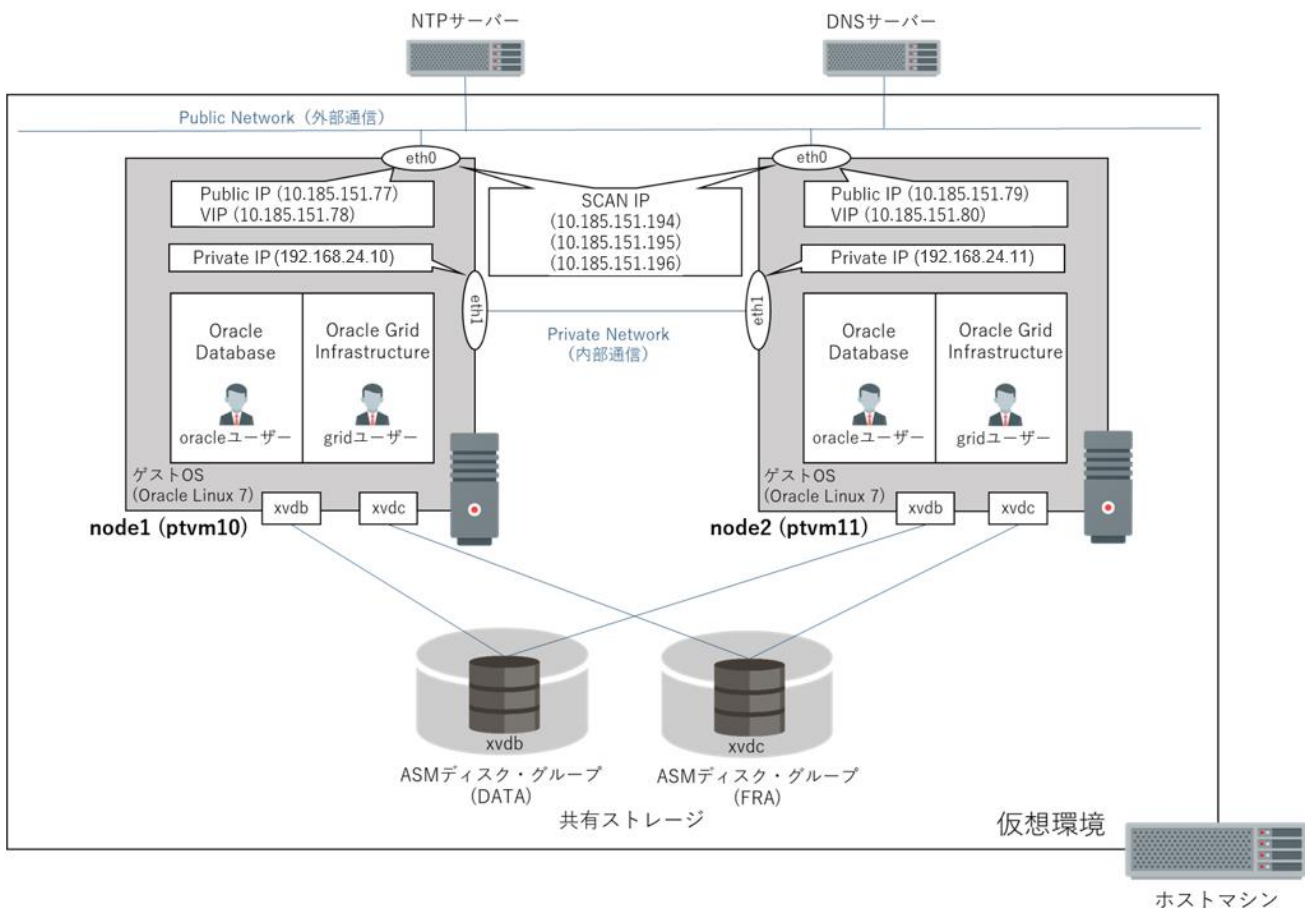 NTPサーバー
DNSサーバー
Public Network（外部通信）
eth0
eth0
Public IP (10.185.151.77)
VIP (10.185.151.78)
SCAN IP
(10.185.151.194)
(10.185.151.195)
(10.185.151.196)
Public IP (10.185.151.79)
VIP (10.185.151.80)
Private IP (192.168.24.10)
Private IP (192.168.24.11)
eth1
eth1
Private Network
（内部通信）
Oracle
Database
oracleユーザー
Oracle Grid
Infrastructure
gridユーザー
Oracle
Database
oracleユーザー
Oracle Grid
Infrastructure
gridユーザー
ゲストOS
(Oracle Linux 7)
xvdb
xvdc
node1 (ptvm10)
ゲストOS
(Oracle Linux 7)
xvdb
xvdc
node2 (ptvm11)
xvdb
xvdc
ASMディスク・グループ
(DATA)
ASMディスク・グループ
(FRA)
共有ストレージ
仮想環境
ホストマシン